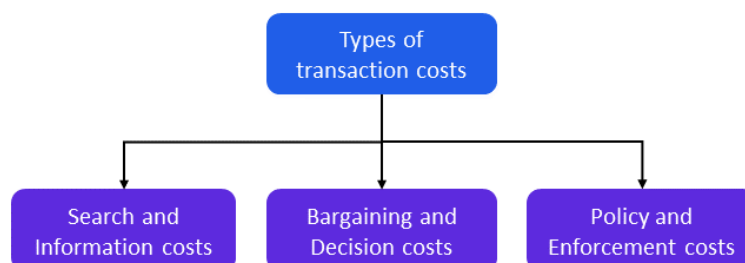 Types of
transaction costs
Search and
Information costs
Bargaining and
Decision costs
Policy and
Enforcement costs